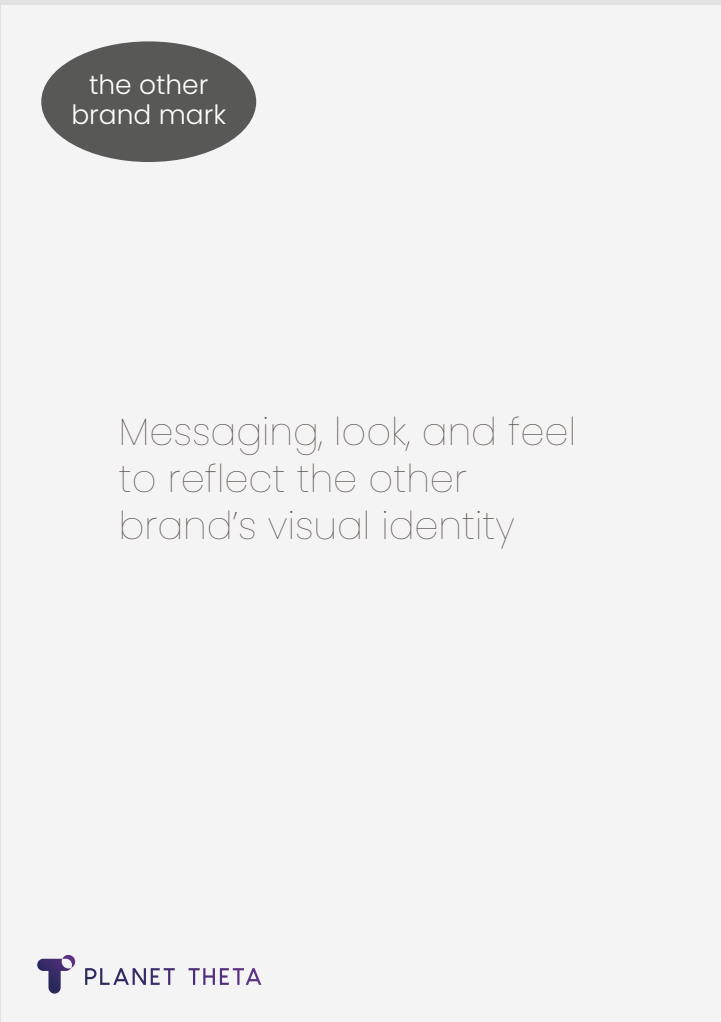 the other
brand mark
Messaging, look, and feel
to reflect the other
brand’s visual identity
PLANET THETA